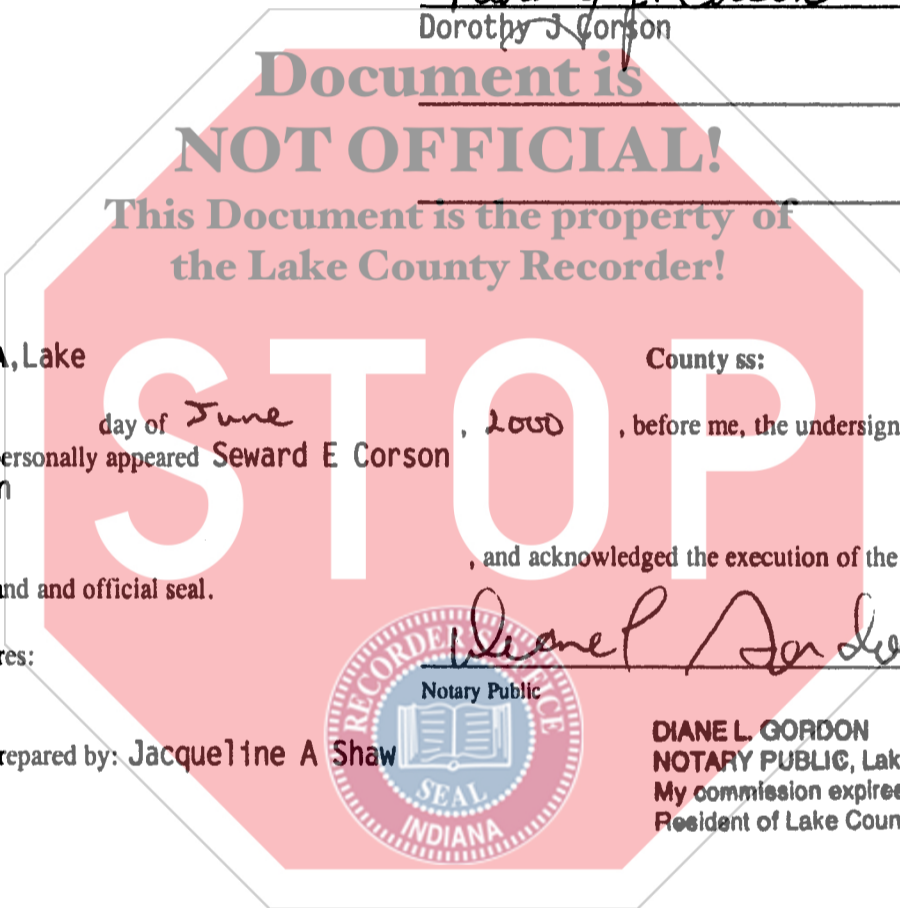 Dorothy J Corson
Document is
NOT OFFICIAL!
This Document is the property of
the Lake County Recorder!
STOP
, Lake County ss:
day of June , 2000 , before me, the undersign
ersonally appeared Seward E Corson
n
, and acknowledged the execution of the
nd and official seal.
res:
Notary Public
RECORDER OFFICE
SEAL
INDIANA
repared by: Jacqueline A Shaw
DIANE L. GORDON
NOTARY PUBLIC, Lak
My commission expires
Resident of Lake Coun